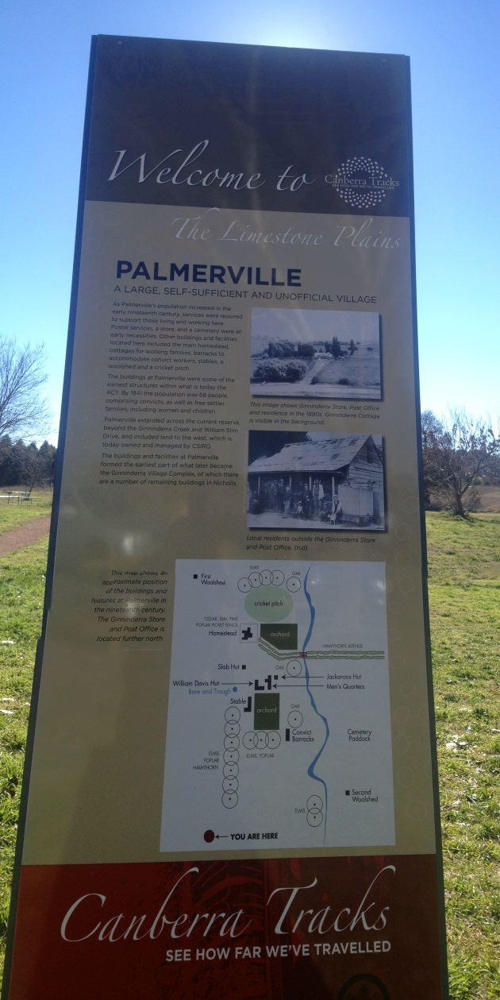 Welcome to
Canberra Tracks
SEE HOW FAR WE'VE TRAVELLED
The Limestone Plains
PALMERVILLE
A LARGE, SELF-SUFFICIENT AND UNOFFICIAL VILLAGE
As Palmerville's population increased in the
early nineteenth century, services were required
to support those living and working here.
Postal services, a store, and a cemetery were all
early necessities. Other buildings and facilities
located here included the main homestead,
cottages for working families, barracks to
accommodate convict workers, stables, a
woolshed and a cricket pitch.
The buildings at Palmerville were some of the
earliest structures within what is today the
ACT. By 1841 the population was 68 people,
comprising convicts, as well as free settler
families, including women and children.
Palmerville extended across the current reserve,
beyond the Ginninderra Creek and William Slim
Drive, and included land to the west, which is
today owned and managed by CSIRO.
The buildings and facilities at Palmerville
formed the earliest part of what later became
the Ginninderra Village Complex, of which there
are a number of remaining buildings in Nicholls.
This image shows Ginninderra Store, Post Office
and residence in the 1890s. Ginninderra Cottage
is visible in the background.
Local residents outside the Ginninderra Store
and Post Office. (n.d)
This map shows an
approximate position
of the buildings and
features at Palmerville in
the nineteenth century.
The Ginninderra Store
and Post Office is
located further north.
First
Woolshed
ELMS
OAK
cricket pitch
CEDAR, ELM, PINE
POPLAR PICKET FENCE
Homestead
orchard
HAWTHORN AVENUE
Slab Hut
OAK
Jackaroos Hut
William Davis Hut
Men's Quarters
Bore and Trough
Stable
orchard
OAK
Convict
Barracks
Cemetery
Paddock
ELMS
POPLAR
HAWTHORN
ELMS, POPLAR
Second
Woolshed
ELMS
YOU ARE HERE
Canberra Tracks
SEE HOW FAR WE'VE TRAVELLED